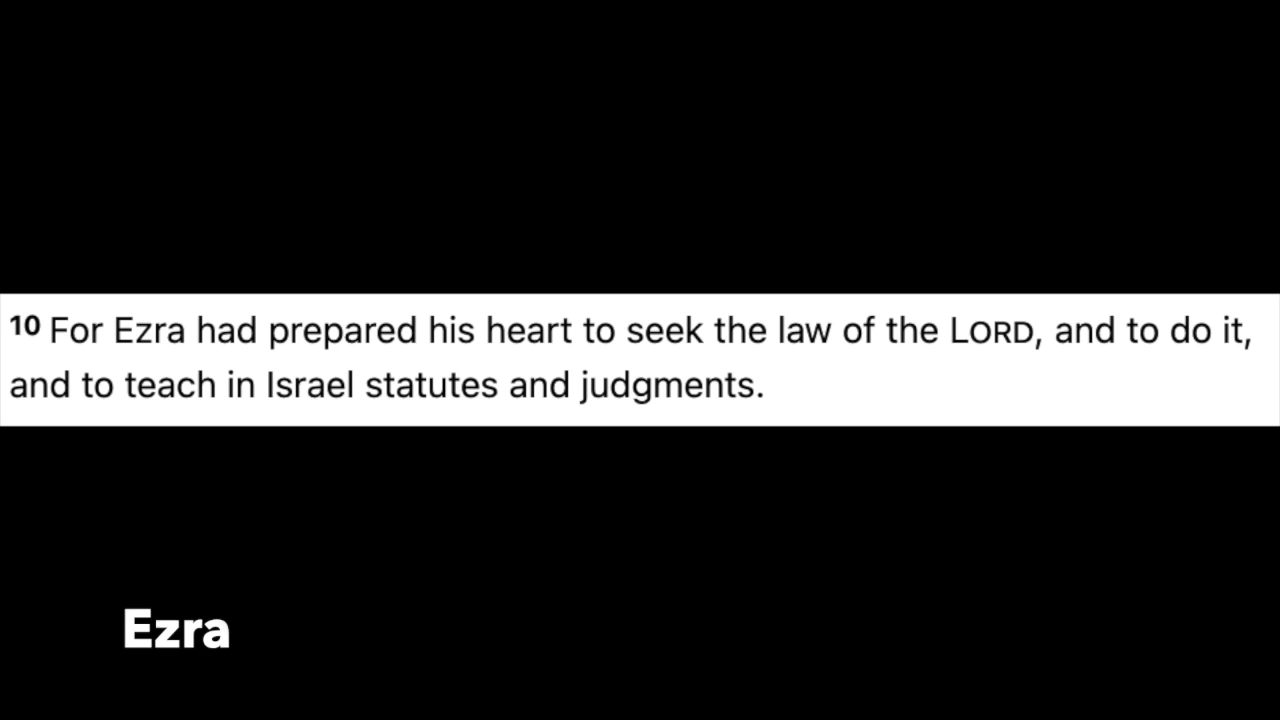 10 For Ezra had prepared his heart to seek the law of the LORD, and to do it,
and to teach in Israel statutes and judgments.
Ezra